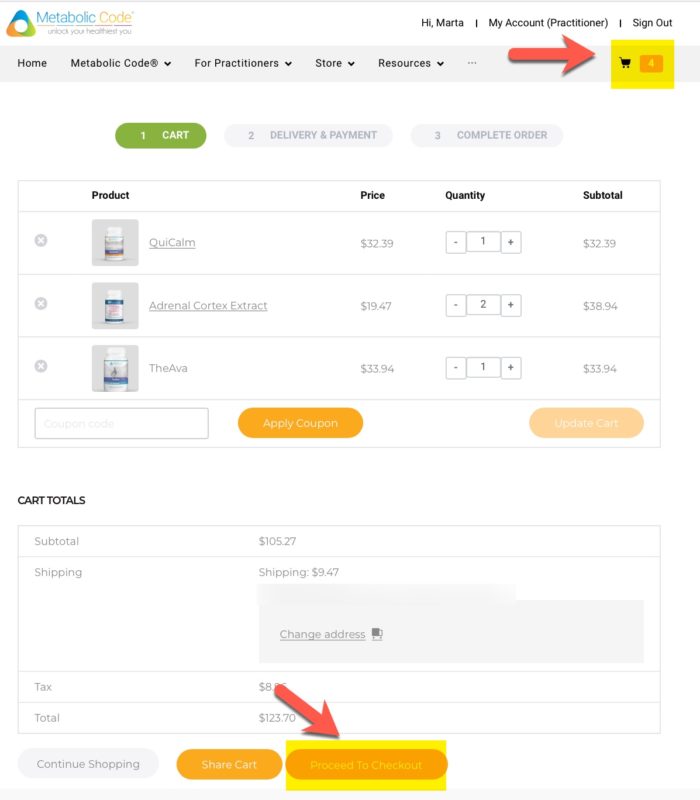 Metabolic Code®
unlock your healthiest you
Hi, Marta | My Account (Practitioner) | Sign Out
Home Metabolic Code® For Practitioners Store Resources ... 4
1 CART 2 DELIVERY & PAYMENT 3 COMPLETE ORDER
Product Price Quantity Subtotal
QuiCalm $32.39 - 1 + $32.39
Adrenal Cortex Extract $19.47 - 2 + $38.94
TheAva $33.94 - 1 + $33.94
Coupon code Apply Coupon Update Cart
CART TOTALS
Subtotal $105.27
Shipping Shipping: $9.47
Change address
Tax
Total $123.70
Continue Shopping Share Cart Proceed To Checkout